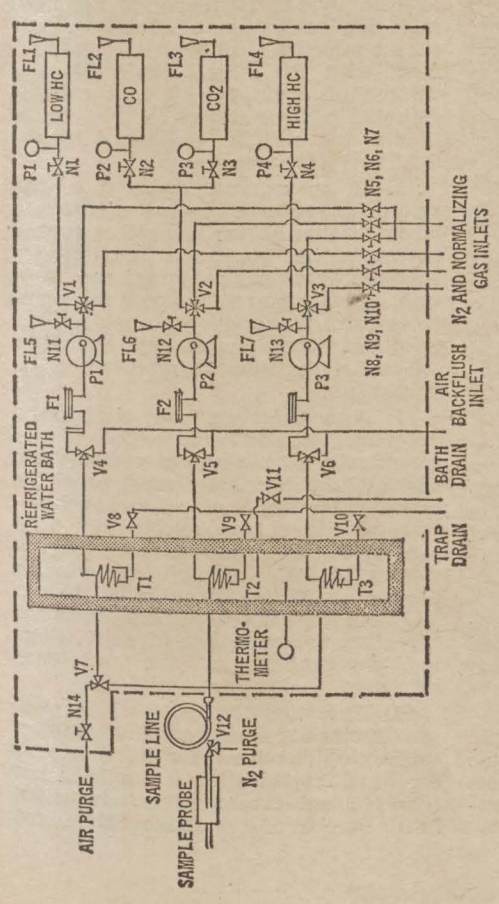 FL1
FL2
FL3
FL4
LOW HC
CO
CO2
HIGH HC
P1
P2
P3
P4
N1
N2
N3
N4
N5, N6, N7
V1
V2
V3
N8, N9, N10
N2 AND NORMALIZING
GAS INLETS
FL5
N11
P1
FL6
N12
P2
FL7
N13
P3
F1
F2
AIR
BACKFLUSH
INLET
REFRIGERATED
WATER BATH
V4
V5
V6
BATH
DRAIN
V8
V9
V11
V10
TRAP
DRAIN
T1
T2
T3
THERMO-
METER
V7
N14
AIR PURGE
SAMPLE LINE
V12
N2 PURGE
SAMPLE PROBE